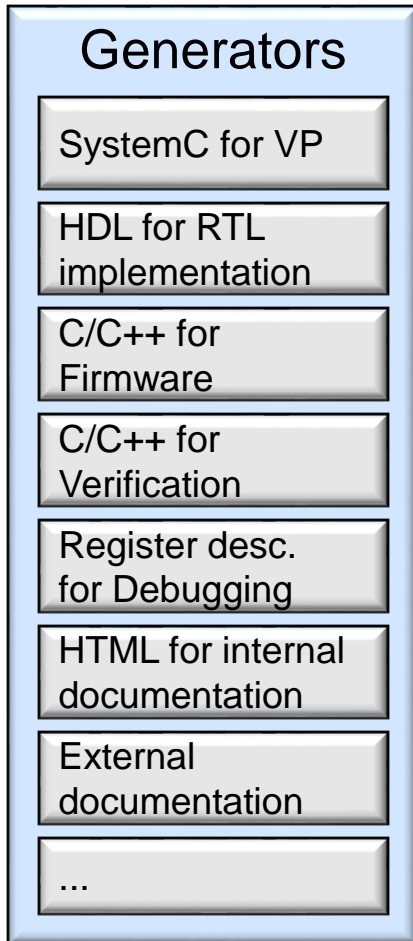 Generators
SystemC for VP
HDL for RTL
implementation
C/C++ for
Firmware
C/C++ for
Verification
Register desc.
for Debugging
HTML for internal
documentation
External
documentation
...